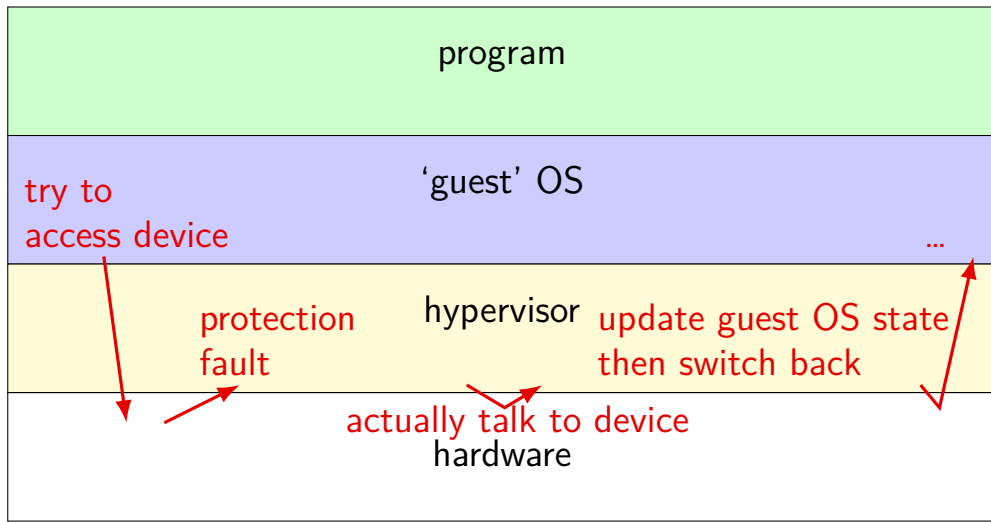 program
‘guest’ OS
try to
access device
...
hypervisor
protection
fault
update guest OS state
then switch back
actually talk to device
hardware